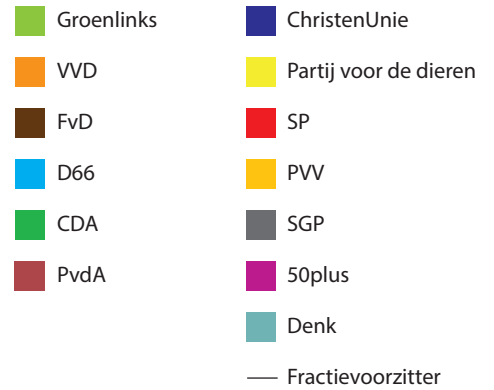 Groenlinks
VVD
FvD
D66
CDA
PvdA
ChristenUnie
Partij voor de dieren
SP
PVV
SGP
50plus
Denk
Fractievoorzitter